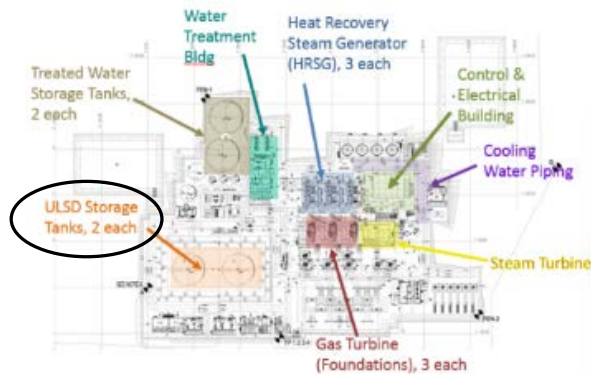 Water
Treatment
Bldg
Heat Recovery
Steam Generator
(HRSG), 3 each
Control &
Electrical
Building
Treated Water
Storage Tanks,
2 each
Cooling
Water Piping
ULSD Storage
Tanks, 2 each
Steam Turbine
Gas Turbine
(Foundations), 3 each